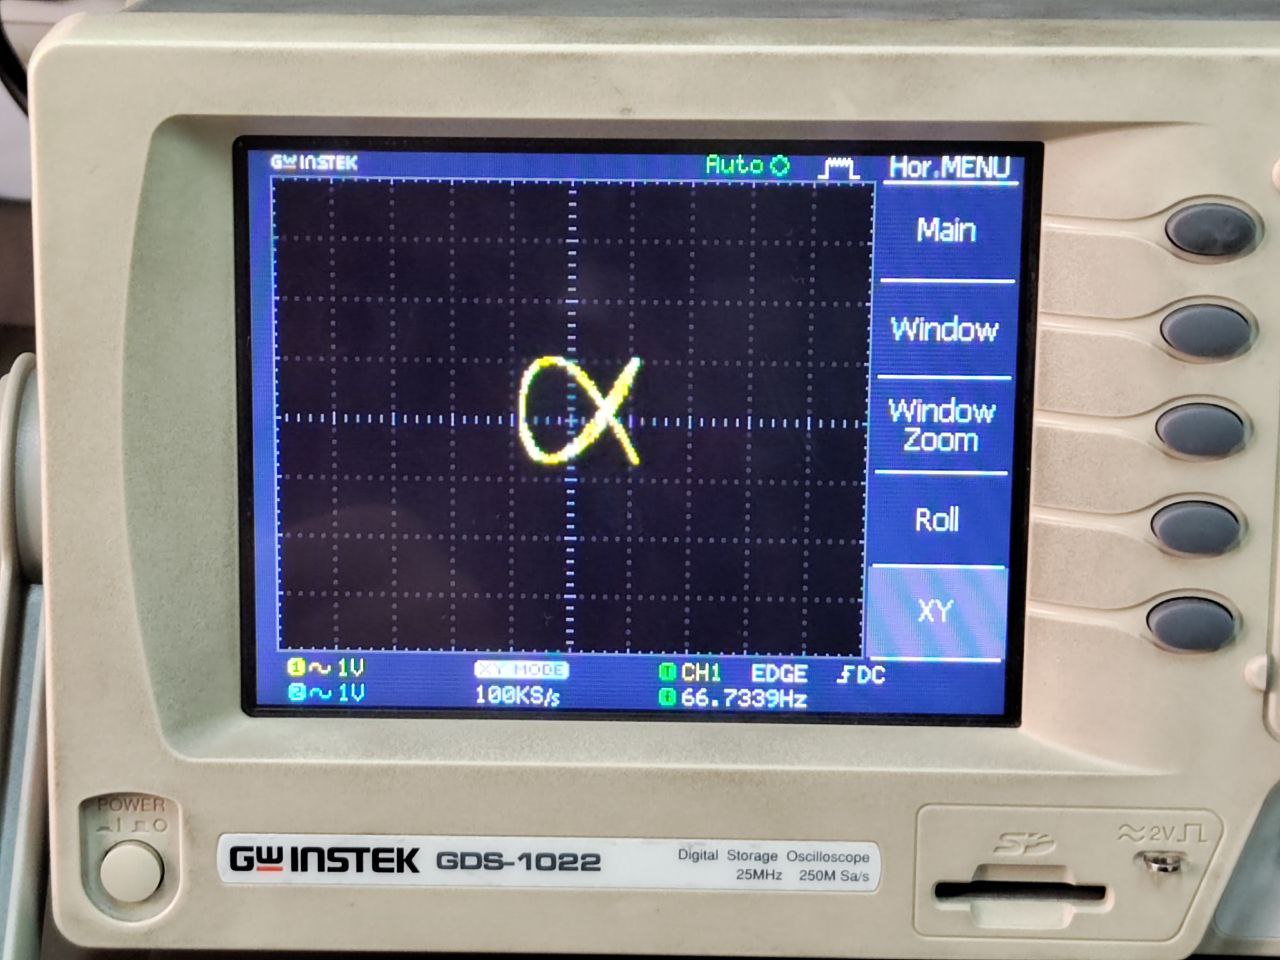 GW INSTEK
Auto
Hor.MENU
Main
Window
Window
Zoom
Roll
XY
1 ~ 1V
XY MODE
T CH1 EDGE DC
2 ~ 1V
100KS/s
66.7339Hz
POWER
I O
GW INSTEK GDS-1022
Digital Storage Oscilloscope
25MHz 250M Sa/s
SD
≈2V